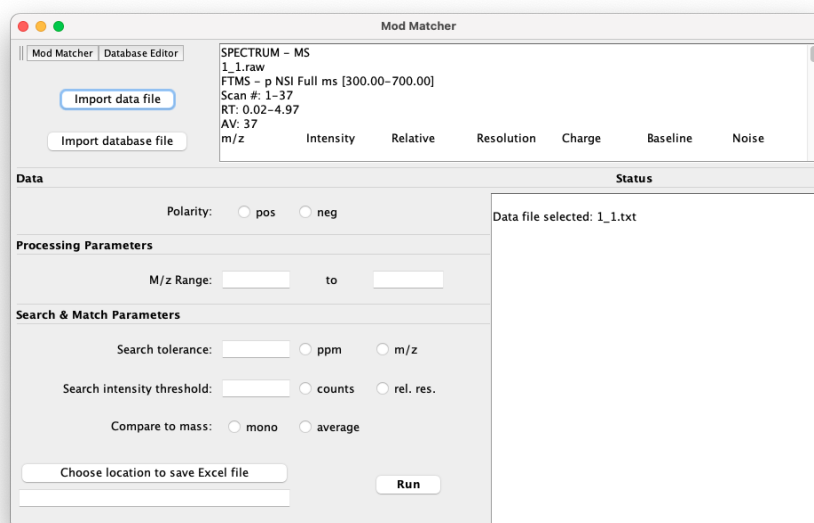 Mod Matcher
Mod Matcher Database Editor
SPECTRUM - MS
1_1.raw
FTMS - p NSI Full ms [300.00-700.00]
Import data file
Scan #: 1-37
RT: 0.02-4.97
AV: 37
Import database file
m/z Intensity Relative Resolution Charge Baseline Noise
Data
Status
Polarity: pos neg
Data file selected: 1_1.txt
Processing Parameters
M/z Range: to
Search & Match Parameters
Search tolerance: ppm m/z
Search intensity threshold: counts rel. res.
Compare to mass: mono average
Choose location to save Excel file
Run